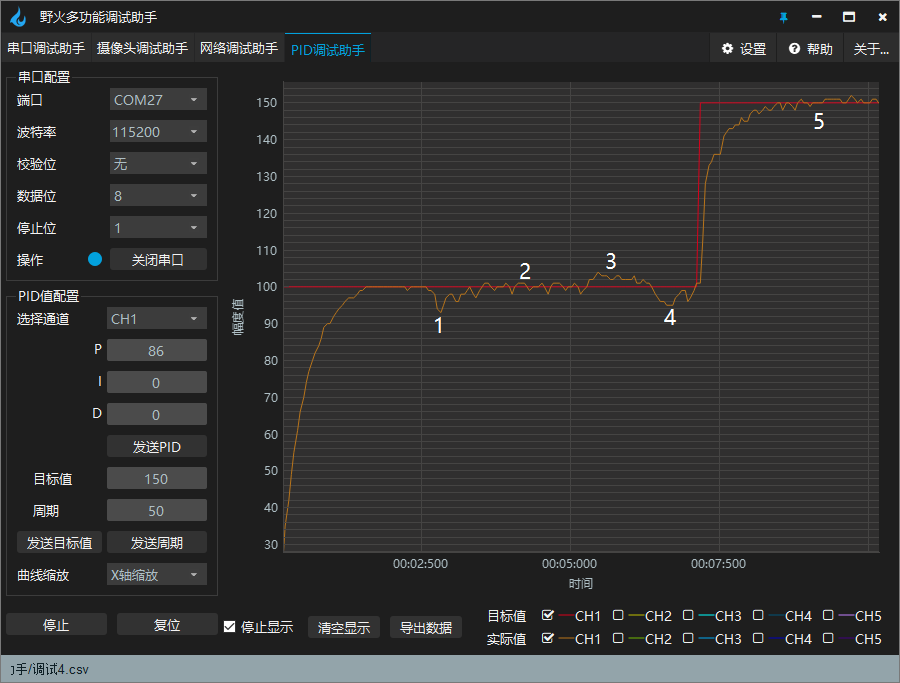 野火多功能调试助手
串口调试助手 摄像头调试助手 网络调试助手 PID调试助手 设置 帮助 关于...
串口配置
端口 COM27
波特率 115200
校验位 无
数据位 8
停止位 1
操作 关闭串口
PID值配置
选择通道 CH1
P 86
I 0
D 0
发送PID
目标值 150
周期 50
发送目标值 发送周期
曲线缩放 X轴缩放
停止 复位 停止显示 清空显示 导出数据
幅度值
150
140
130
120
110
100
90
80
70
60
50
40
30
1
2
3
4
5
00:02:500 00:05:000 00:07:500
时间
目标值 CH1 CH2 CH3 CH4 CH5
实际值 CH1 CH2 CH3 CH4 CH5
手/调试4.csv